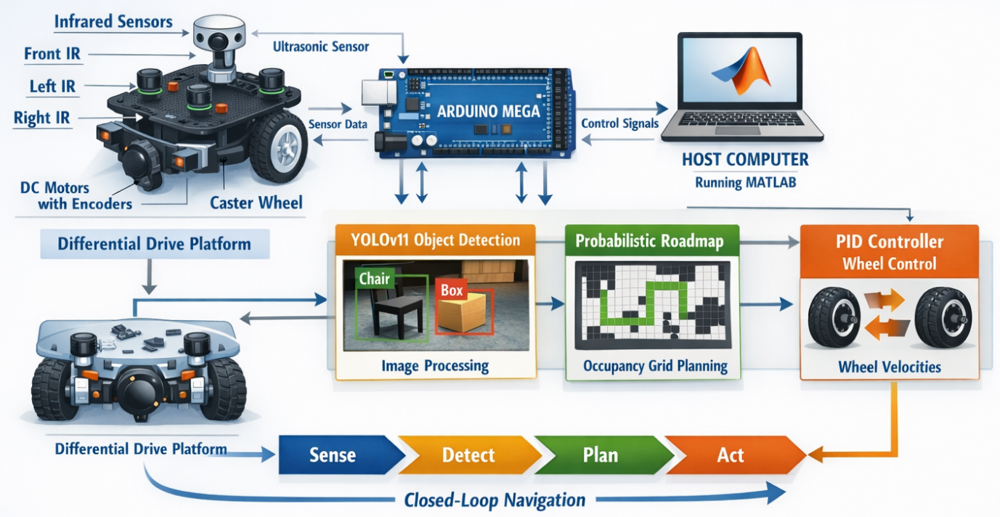 Infrared Sensors
Front IR
Left IR
Right IR
DC Motors
with Encoders
Caster Wheel
Ultrasonic Sensor
Sensor Data
ARDUINO MEGA
Control Signals
HOST COMPUTER
Running MATLAB
Differential Drive Platform
YOLOv11 Object Detection
Chair
Box
Image Processing
Probabilistic Roadmap
Occupancy Grid Planning
PID Controller
Wheel Control
Wheel Velocities
Differential Drive Platform
Sense
Detect
Plan
Act
Closed-Loop Navigation